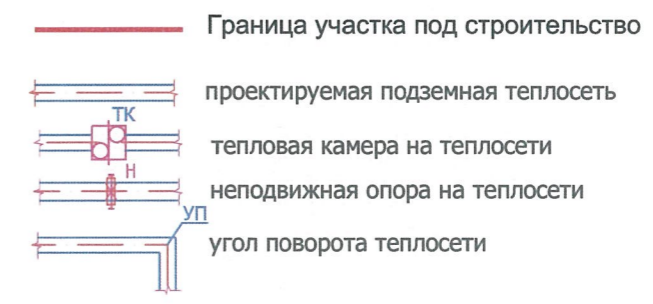 Граница участка под строительство
проектируемая подземная теплосеть
ТК
тепловая камера на теплосети
Н
неподвижная опора на теплосети
УП
угол поворота теплосети